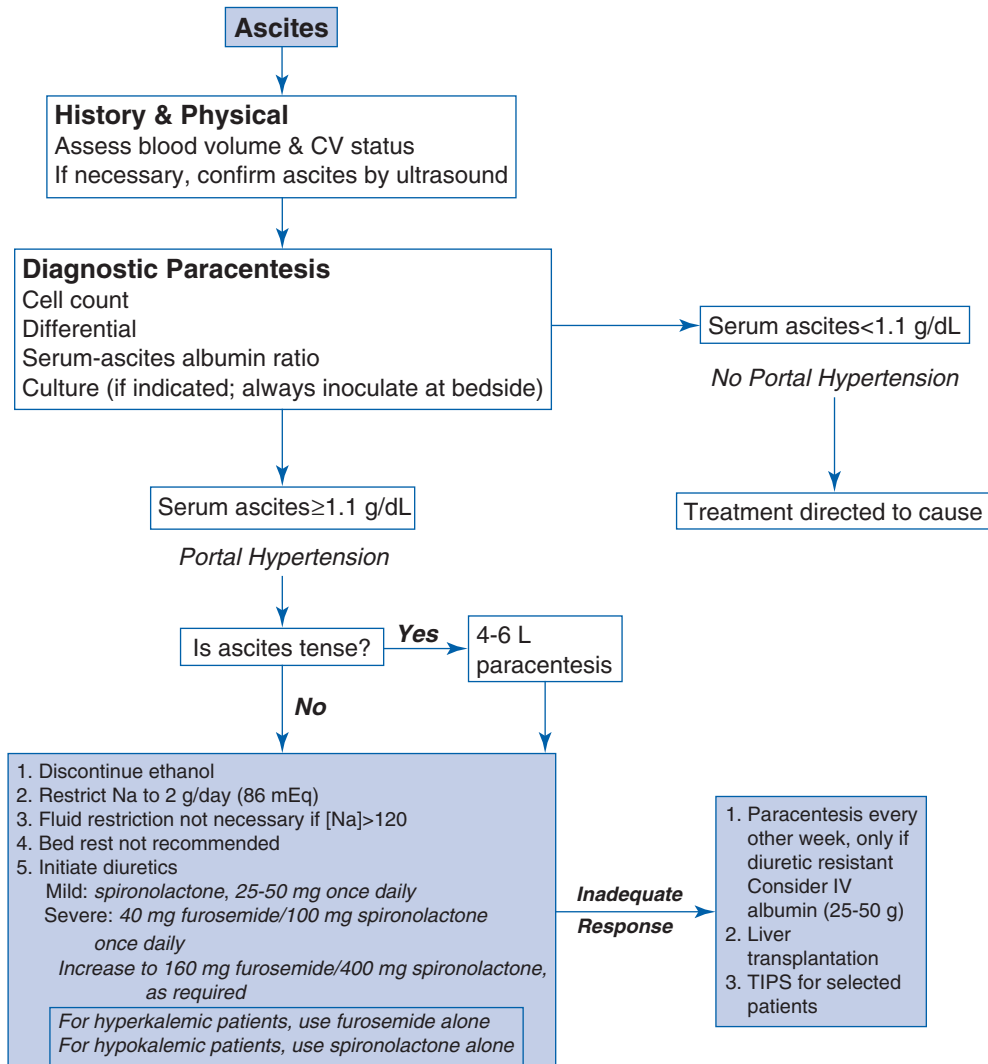 Ascites
History & Physical
Assess blood volume & CV status
If necessary, confirm ascites by ultrasound
Diagnostic Paracentesis
Cell count
Differential
Serum-ascites albumin ratio
Culture (if indicated; always inoculate at bedside)
Serum ascites<1.1 g/dL
No Portal Hypertension
Treatment directed to cause
Serum ascites≥1.1 g/dL
Portal Hypertension
Is ascites tense?
Yes
4-6 L
paracentesis
No
1. Discontinue ethanol
2. Restrict Na to 2 g/day (86 mEq)
3. Fluid restriction not necessary if [Na]>120
4. Bed rest not recommended
5. Initiate diuretics
Mild: spironolactone, 25-50 mg once daily
Severe: 40 mg furosemide/100 mg spironolactone
once daily
Increase to 160 mg furosemide/400 mg spironolactone,
as required
For hyperkalemic patients, use furosemide alone
For hypokalemic patients, use spironolactone alone
Inadequate
Response
1. Paracentesis every
other week, only if
diuretic resistant
Consider IV
albumin (25-50 g)
2. Liver
transplantation
3. TIPS for selected
patients